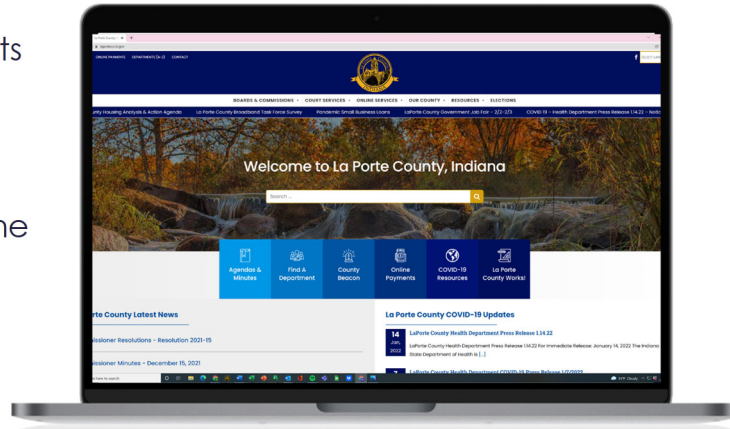 ts
ne
ONLINE PAYMENTS DEPARTMENTS (A-Z) CONTACT
INDIANA
BOARDS & COMMISSIONS COURT SERVICES ONLINE SERVICES OUR COUNTY RESOURCES ELECTIONS
unty Housing Analysis & Action Agenda La Porte County Broadband Task Force Survey Pandemic Small Business Loans LaPorte County Government Job Fair - 2/2-2/3 COVID-19 - Health Department Press Release 1.14.22
Welcome to La Porte County, Indiana
Search ...
Agendas & Minutes
Find A Department
County Beacon
Online Payments
COVID-19 Resources
La Porte County Works!
rte County Latest News
issioner Resolutions - Resolution 2021-15
issioner Minutes - December 15, 2021
La Porte County COVID-19 Updates
14 Jan, 2022
LaPorte County Health Department Press Release 1.14.22
LaPorte County Health Department Press Release 1.14.22 For Immediate Release: January 14, 2022 The Indiana
State Department of Health is [...]
7
LaPorte County Health Department COVID-19 Press Release 1/7/2022
here to search